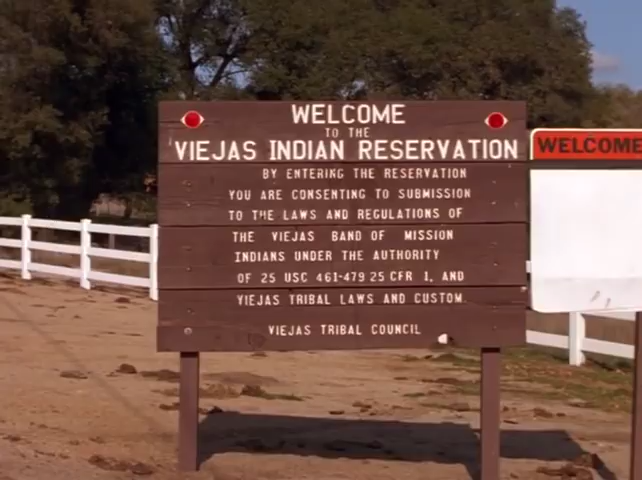 WELCOME
TO THE
VIEJAS INDIAN RESERVATION
BY ENTERING THE RESERVATION
YOU ARE CONSENTING TO SUBMISSION
TO THE LAWS AND REGULATIONS OF
THE VIEJAS BAND OF MISSION
INDIANS UNDER THE AUTHORITY
OF 25 USC 461-479 25 CFR 1, AND
VIEJAS TRIBAL LAWS AND CUSTOM.
VIEJAS TRIBAL COUNCIL
WELCOME